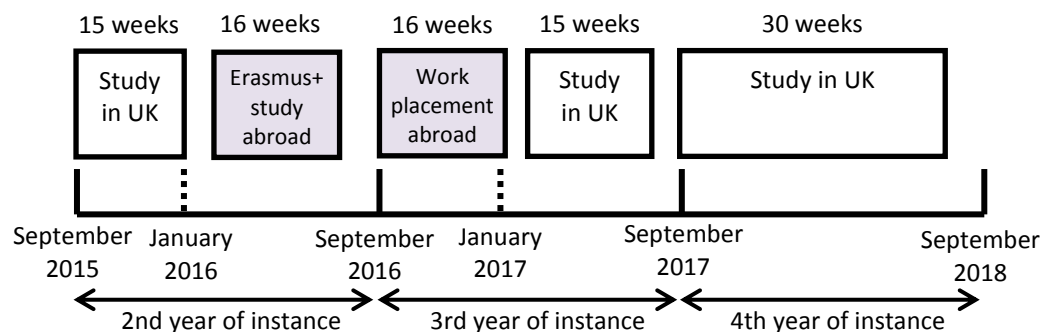 15 weeks
16 weeks
16 weeks
15 weeks
30 weeks
Study
in UK
Erasmus+
study
abroad
Work
placement
abroad
Study
in UK
Study in UK
September
2015
January
2016
September
2016
January
2017
September
2017
September
2018
2nd year of instance
3rd year of instance
4th year of instance